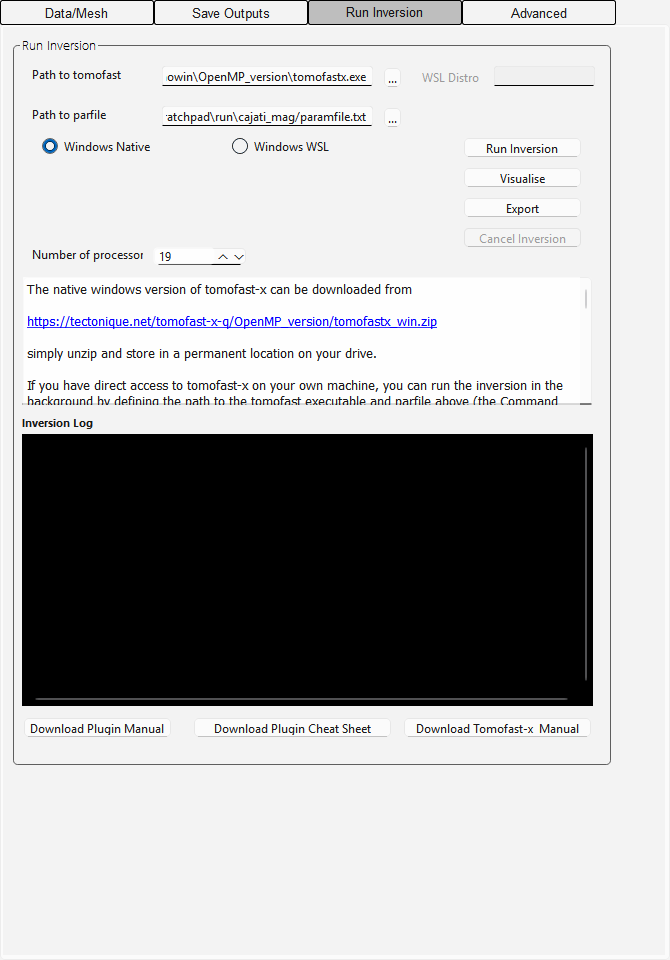 Data/Mesh Save Outputs Run Inversion Advanced
Run Inversion
Path to tomofast owin\OpenMP_version\tomofastx.exe ... WSL Distro
Path to parfile atchpad\run\cajati_mag/paramfile.txt ...
Windows Native Windows WSL Run Inversion
Visualise
Export
Cancel Inversion
Number of processor 19
The native windows version of tomofast-x can be downloaded from
https://tectonique.net/tomofast-x-q/OpenMP_version/tomofastx_win.zip
simply unzip and store in a permanent location on your drive.
If you have direct access to tomofast-x on your own machine, you can run the inversion in the
background by defining the path to the tomofast executable and parfile above (the Command
Inversion Log
Download Plugin Manual Download Plugin Cheat Sheet Download Tomofast-x Manual